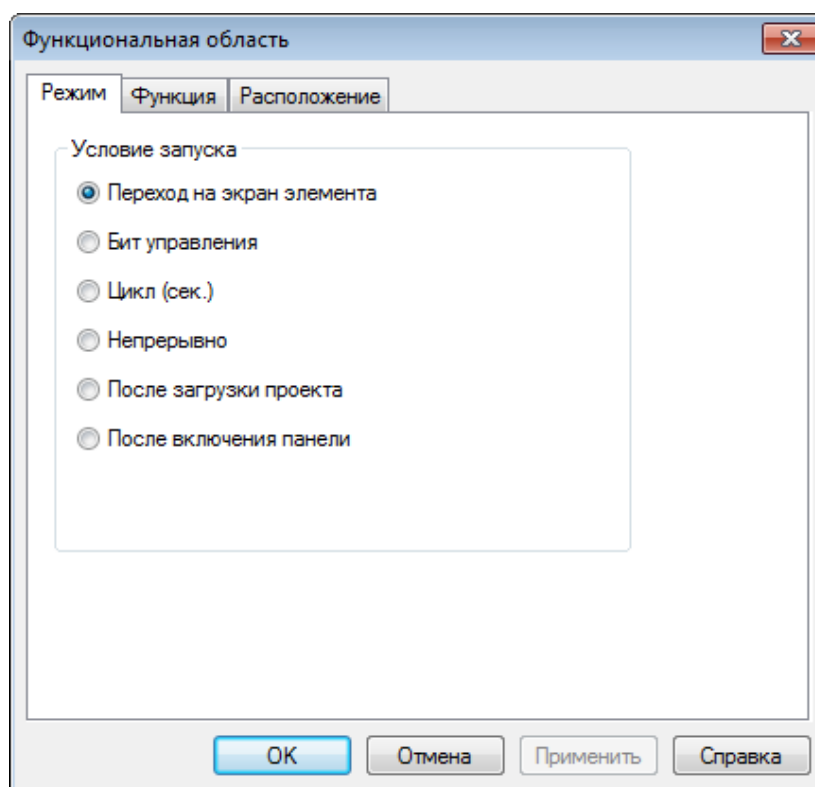 Функциональная область
Режим Функция Расположение
Условие запуска
Переход на экран элемента
Бит управления
Цикл (сек.)
Непрерывно
После загрузки проекта
После включения панели
OK Отмена Применить Справка